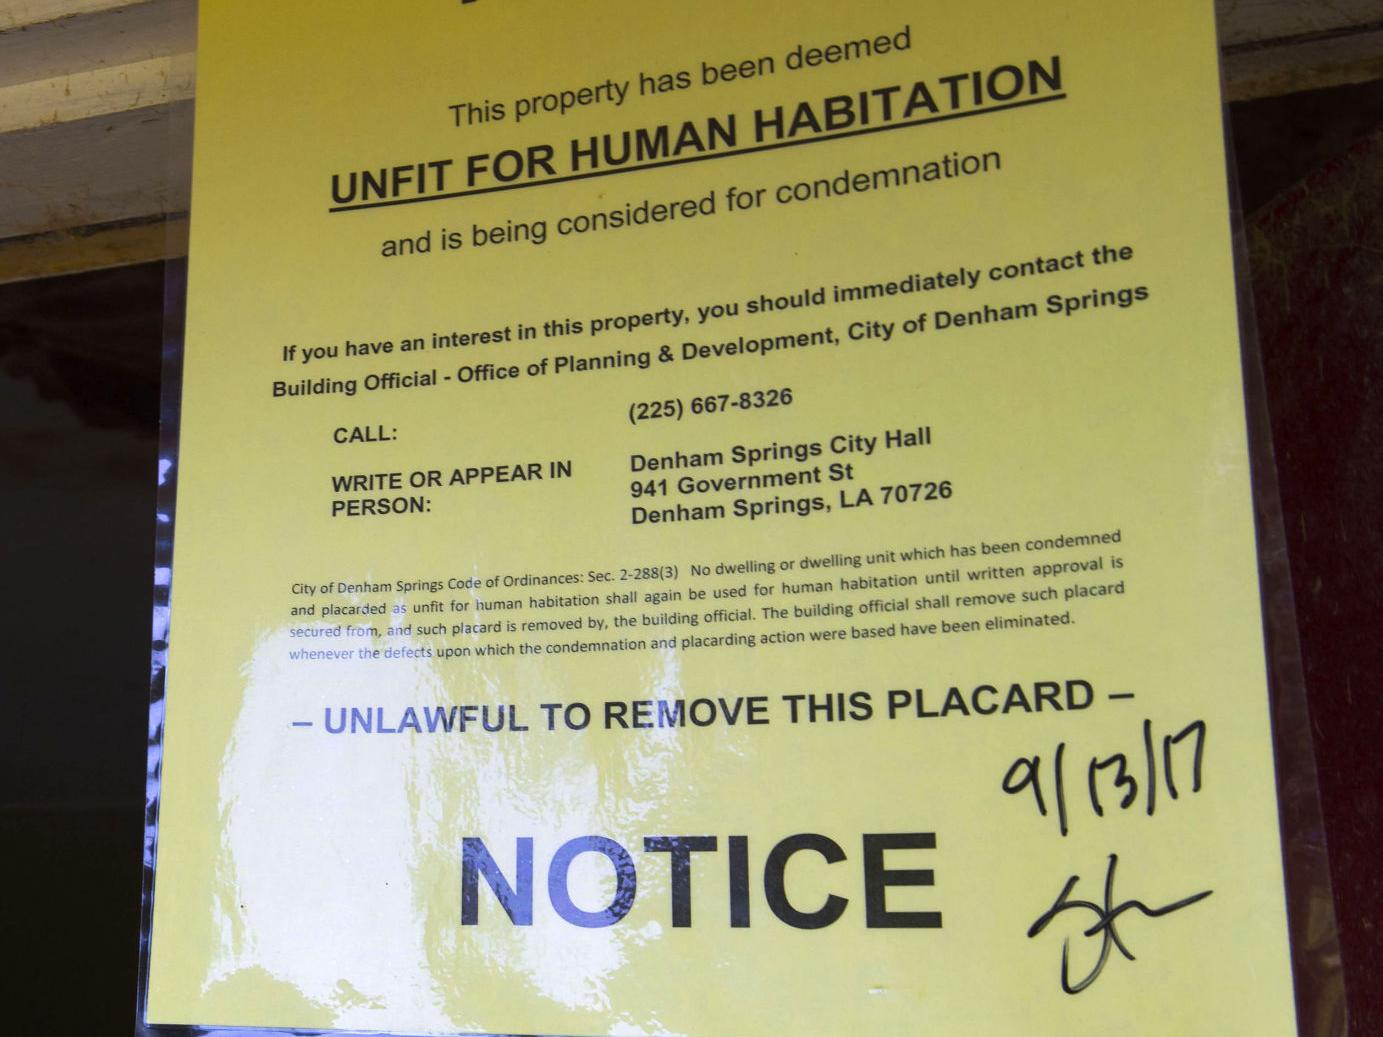 This property has been deemed
UNFIT FOR HUMAN HABITATION
and is being considered for condemnation
If you have an interest in this property, you should immediately contact the
Building Official - Office of Planning & Development, City of Denham Springs
CALL: (225) 667-8326
WRITE OR APPEAR IN PERSON:
Denham Springs City Hall
941 Government St
Denham Springs, LA 70726
City of Denham Springs Code of Ordinances: Sec. 2-288(3) No dwelling or dwelling unit which has been condemned
and placarded as unfit for human habitation shall again be used for human habitation until written approval is
secured from, and such placard is removed by, the building official. The building official shall remove such placard
whenever the defects upon which the condemnation and placarding action were based have been eliminated.
– UNLAWFUL TO REMOVE THIS PLACARD –
9/13/17
NOTICE